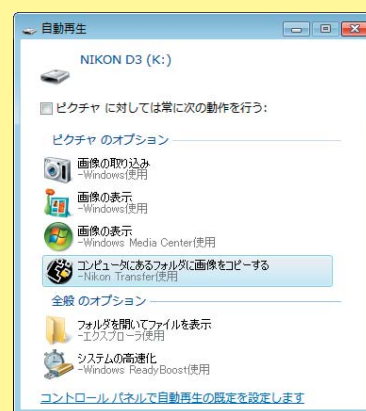 自動再生
NIKON D3 (K:)
ピクチャ に対しては常に次の動作を行う:
ピクチャ のオプション
画像の取り込み
-Windows使用
画像の表示
-Windows使用
画像の表示
-Windows Media Center使用
コンピュータにあるフォルダに画像をコピーする
-Nikon Transfer使用
全般 のオプション
フォルダを開いてファイルを表示
-エクスプローラ使用
システムの高速化
-Windows ReadyBoost使用
コントロール パネルで自動再生の既定を設定します